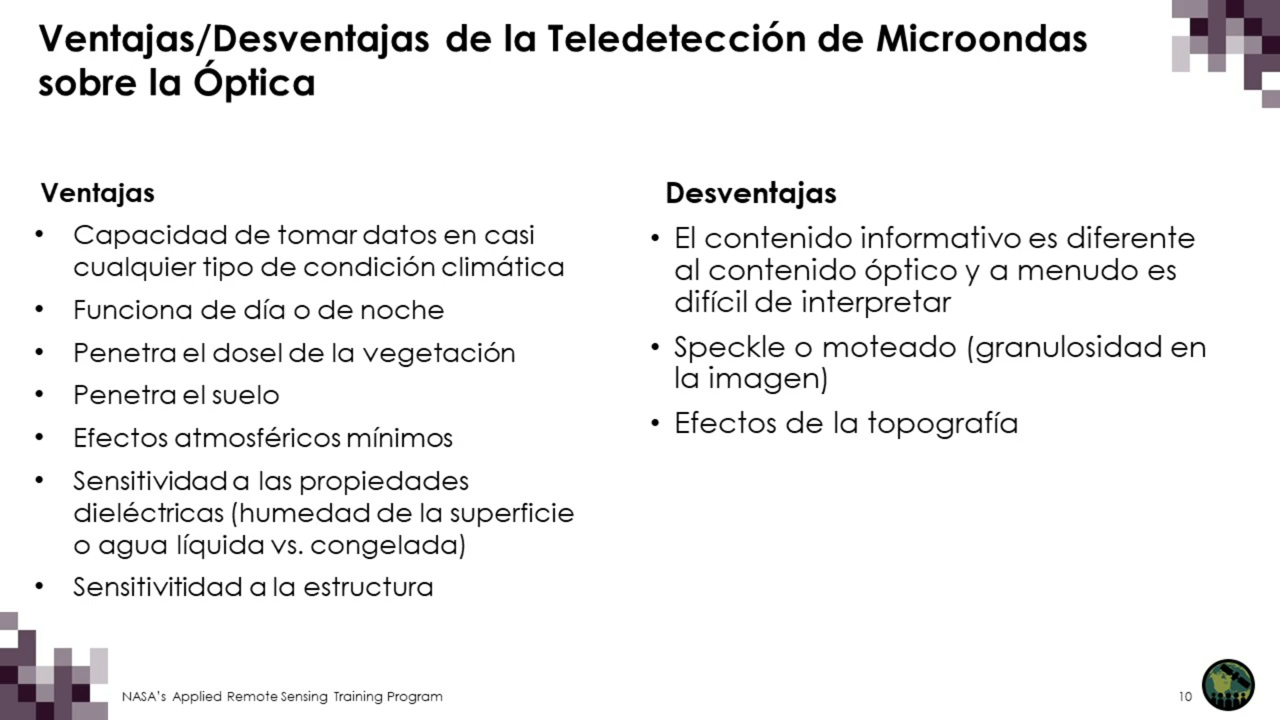 Ventajas/Desventajas de la Teledetección de Microondas
sobre la Óptica
Ventajas
• Capacidad de tomar datos en casi
cualquier tipo de condición climática
• Funciona de día o de noche
• Penetra el dosel de la vegetación
• Penetra el suelo
• Efectos atmosféricos mínimos
• Sensitividad a las propiedades
dieléctricas (humedad de la superficie
o agua líquida vs. congelada)
• Sensitivitidad a la estructura
Desventajas
• El contenido informativo es diferente
al contenido óptico y a menudo es
difícil de interpretar
• Speckle o moteado (granulosidad en
la imagen)
• Efectos de la topografía
NASA's Applied Remote Sensing Training Program
10